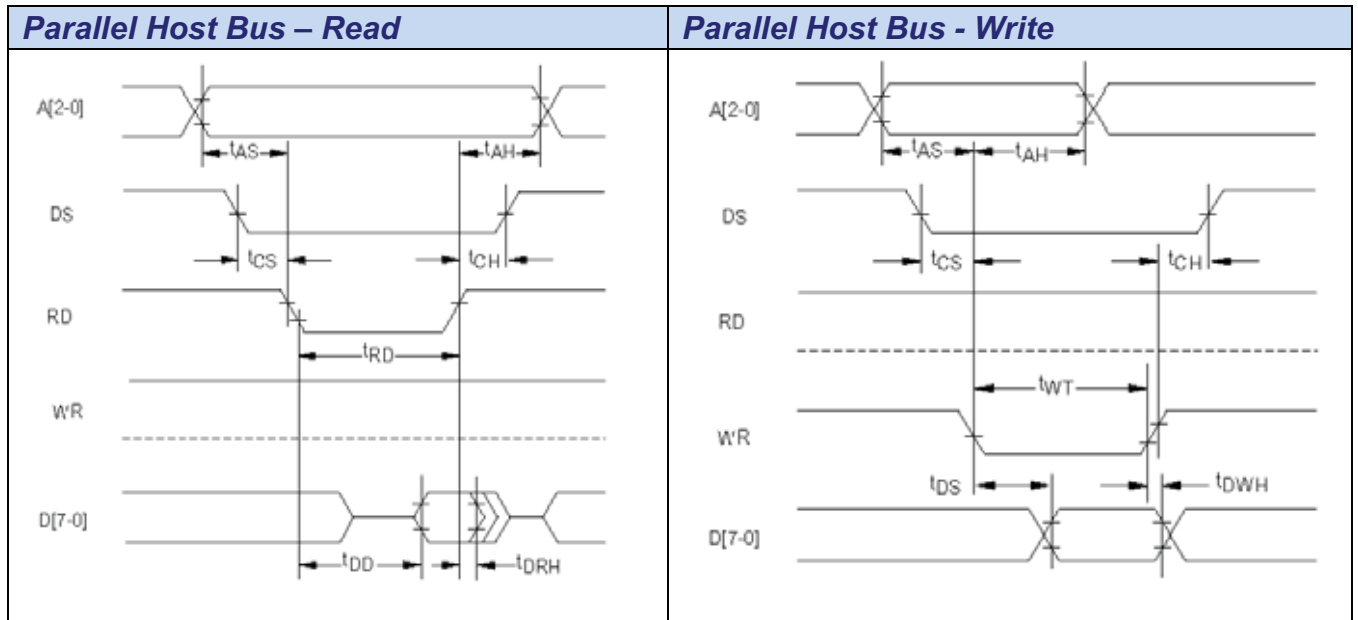 Parallel Host Bus – Read
A[2-0]
tAS
tAH
DS
tCS
tCH
RD
tRD
WR
D[7-0]
tDD
tDRH
Parallel Host Bus - Write
A[2-0]
tAS
tAH
DS
tCS
tCH
RD
tWT
WR
tDS
tDWH
D[7-0]